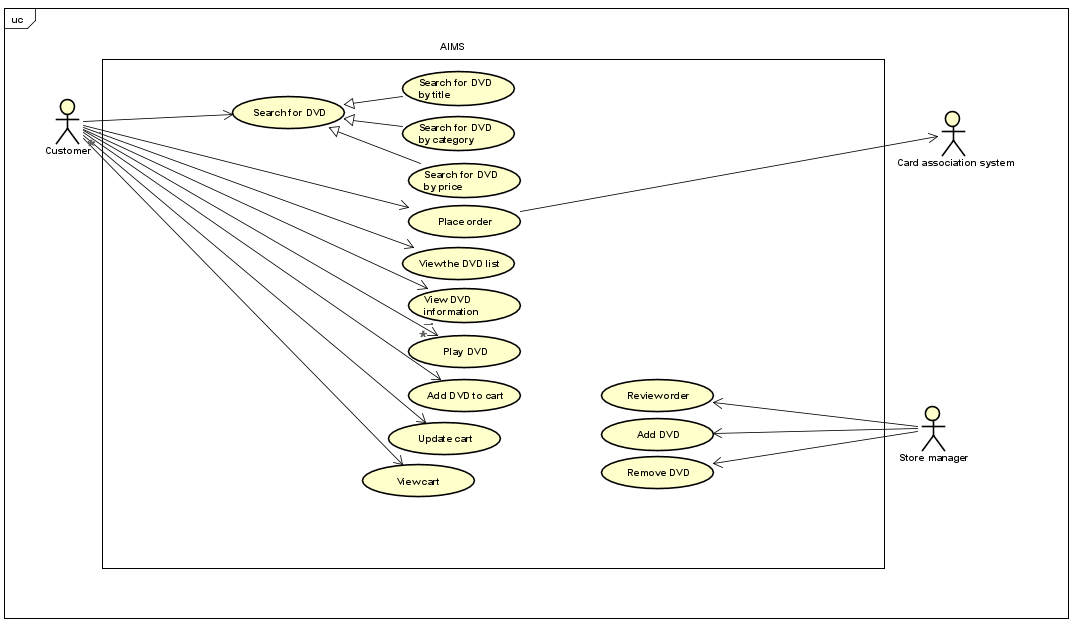 uc
AIMS
Search for DVD
by title
Search for DVD
Search for DVD
by category
Customer
*
Card association system
Search for DVD
by price
Place order
View the DVD list
View DVD
information
*
Play DVD
Add DVD to cart
Review order
Update cart
Add DVD
Store manager
View cart
Remove DVD